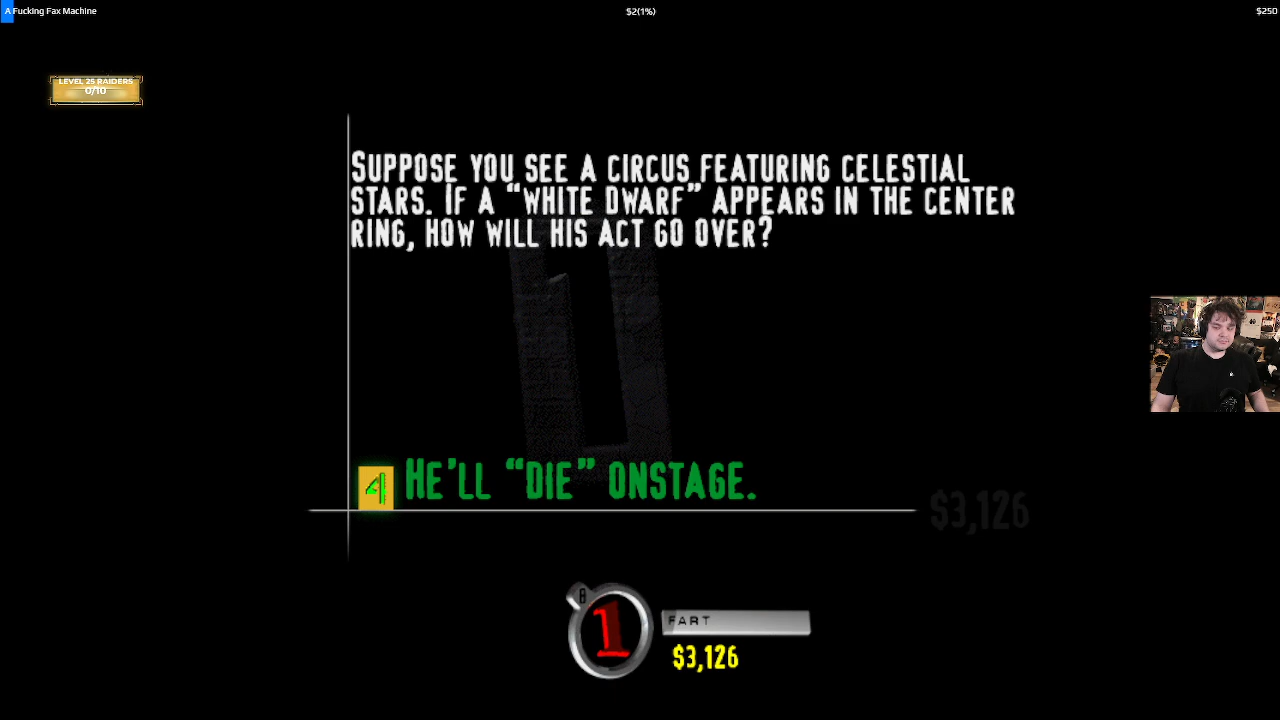 A Fucking Fax Machine
$2(1%)
$250
LEVEL 25 RAIDERS
0/10
SUPPOSE YOU SEE A CIRCUS FEATURING CELESTIAL
STARS. IF A “WHITE DWARF” APPEARS IN THE CENTER
RING, HOW WILL HIS ACT GO OVER?
4 HE’LL “DIE” ONSTAGE.
$3,126
B
1
FART
$3,126